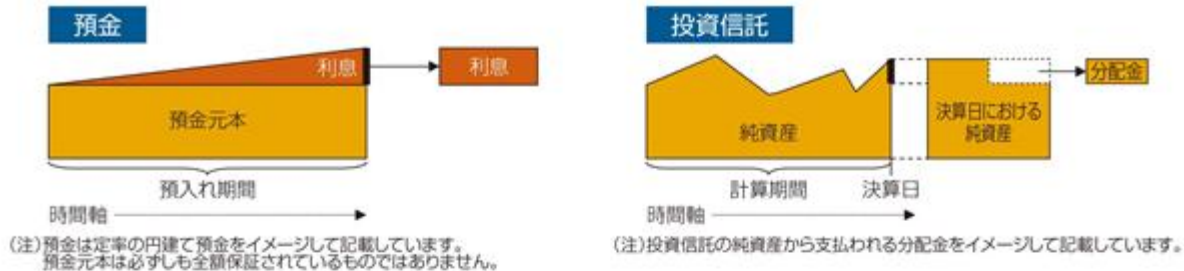 預金
利息
利息
預金元本
預入れ期間
時間軸
(注)預金は定率の円建て預金をイメージして記載しています。
預金元本は必ずしも全額保証されているものではありません。
投資信託
分配金
純資産
決算日における
純資産
計算期間
決算日
時間軸
(注)投資信託の純資産から支払われる分配金をイメージして記載しています。